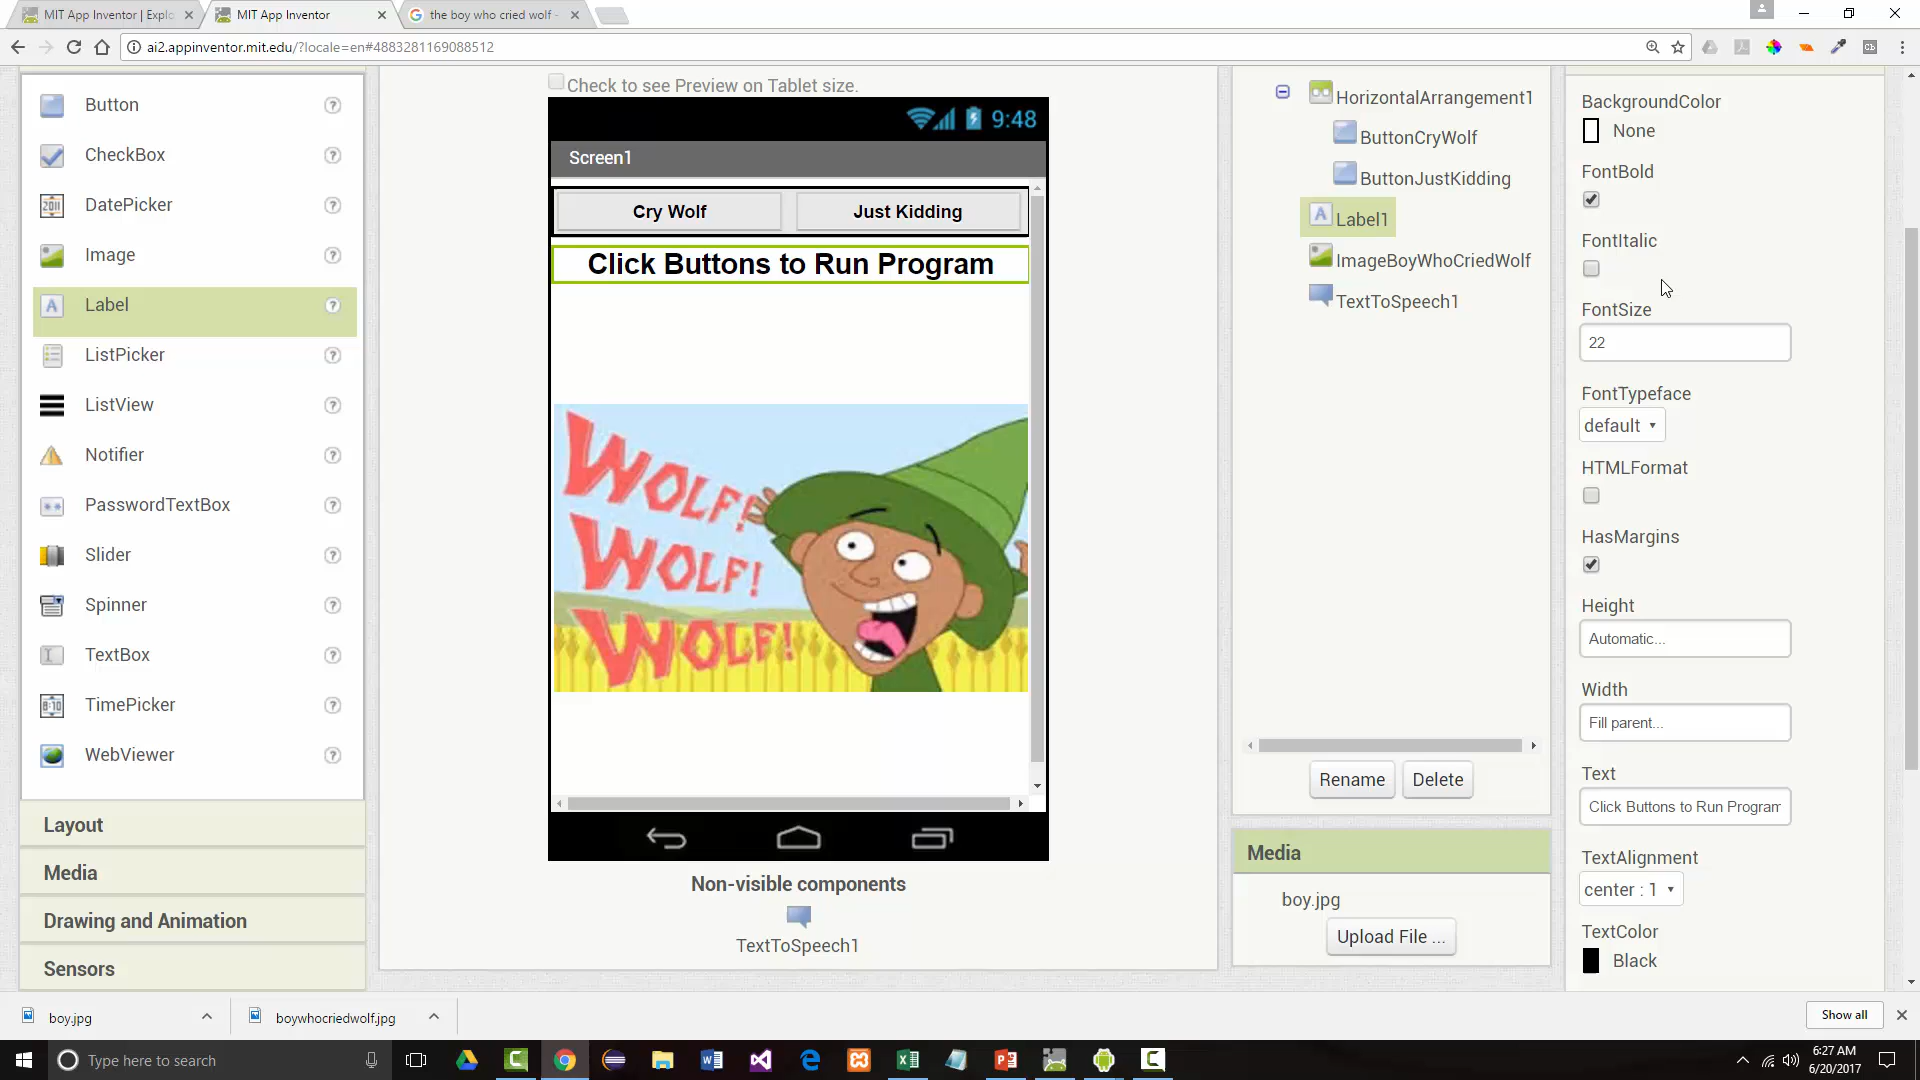 MIT App Inventor | Explo
MIT App Inventor
the boy who cried wolf -
ai2.appinventor.mit.edu/?locale=en#4883281169088512
Button
CheckBox
DatePicker
Image
Label
ListPicker
ListView
Notifier
PasswordTextBox
Slider
Spinner
TextBox
TimePicker
WebViewer
Layout
Media
Drawing and Animation
Sensors
Check to see Preview on Tablet size.
9:48
Screen1
Cry Wolf
Just Kidding
Click Buttons to Run Program
WOLF!
WOLF!
WOLF!
Non-visible components
TextToSpeech1
HorizontalArrangement1
ButtonCryWolf
ButtonJustKidding
Label1
ImageBoyWhoCriedWolf
TextToSpeech1
Rename
Delete
Media
boy.jpg
Upload File ...
BackgroundColor
None
FontBold
FontItalic
FontSize
22
FontTypeface
default
HTMLFormat
HasMargins
Height
Automatic...
Width
Fill parent...
Text
Click Buttons to Run Program
TextAlignment
center : 1
TextColor
Black
boy.jpg
boywhocriedwolf.jpg
Show all
Type here to search
6:27 AM
6/20/2017